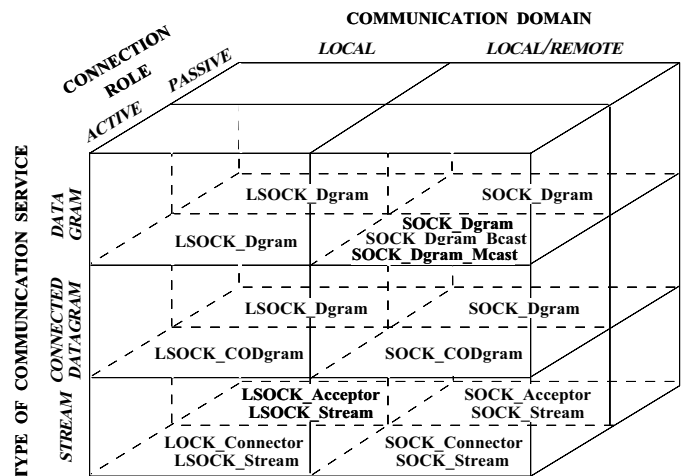 COMMUNICATION DOMAIN
LOCAL
LOCAL/REMOTE
CONNECTION
ROLE
PASSIVE
ACTIVE
TYPE OF COMMUNICATION SERVICE
DATA
GRAM
LSOCK_Dgram
SOCK_Dgram
LSOCK_Dgram
SOCK_Dgram
SOCK_Dgram_Bcast
SOCK_Dgram_Mcast
CONNECTED
DATAGRAM
LSOCK_Dgram
SOCK_Dgram
LSOCK_CODgram
SOCK_CODgram
STREAM
LSOCK_Acceptor
LSOCK_Stream
SOCK_Acceptor
SOCK_Stream
LOCK_Connector
LSOCK_Stream
SOCK_Connector
SOCK_Stream